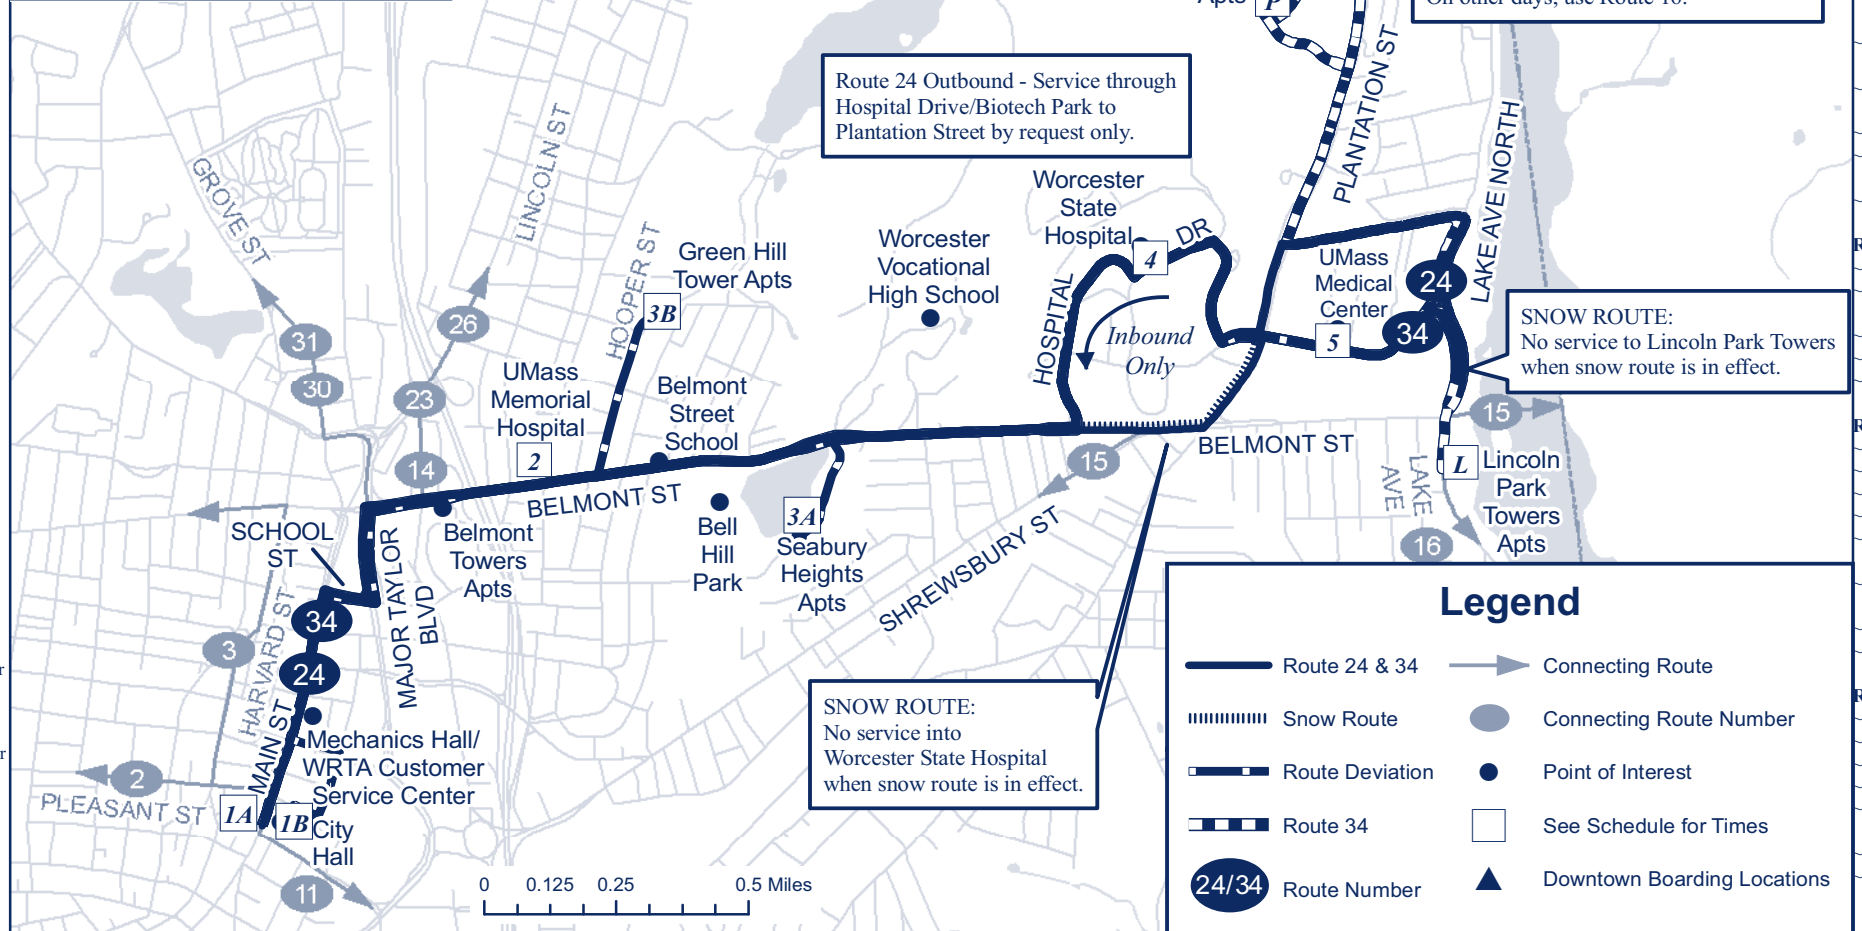 Apts
P
On other days, use Route 16.
PLANTATION ST
Route 24 Outbound - Service through
Hospital Drive/Biotech Park to
Plantation Street by request only.
LAKE AVE NORTH
GROVE ST
LINCOLN ST
HOOPER ST
Green Hill
Tower Apts
3B
Worcester
Vocational
High School
Worcester
State
Hospital
4
HOSPITAL
DR
Inbound
Only
UMass
Medical
Center
5
24
34
SNOW ROUTE:
No service to Lincoln Park Towers
when snow route is in effect.
31
30
26
23
14
UMass
Memorial
Hospital
2
Belmont
Street
School
BELMONT ST
BELMONT ST
15
15
LAKE
AVE
L
Lincoln
Park
Towers
Apts
16
SCHOOL
ST
Belmont
Towers
Apts
Bell
Hill
Park
3A
Seabury
Heights
Apts
SHREWSBURY ST
MAJOR TAYLOR
BLVD
HARVARD ST
34
24
3
MAIN ST
Mechanics Hall/
WRTA Customer
Service Center
2
PLEASANT ST
1A
1B
City
Hall
11
SNOW ROUTE:
No service into
Worcester State Hospital
when snow route is in effect.
0 0.125 0.25 0.5 Miles
Legend
Route 24 & 34
Connecting Route
Snow Route
Connecting Route Number
Route Deviation
Point of Interest
Route 34
See Schedule for Times
24/34
Route Number
Downtown Boarding Locations